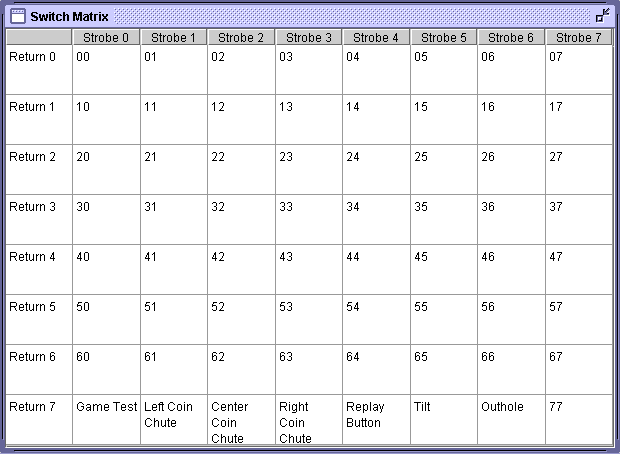 Switch Matrix
Strobe 0 Strobe 1 Strobe 2 Strobe 3 Strobe 4 Strobe 5 Strobe 6 Strobe 7
Return 0 00 01 02 03 04 05 06 07
Return 1 10 11 12 13 14 15 16 17
Return 2 20 21 22 23 24 25 26 27
Return 3 30 31 32 33 34 35 36 37
Return 4 40 41 42 43 44 45 46 47
Return 5 50 51 52 53 54 55 56 57
Return 6 60 61 62 63 64 65 66 67
Return 7 Game Test Left Coin Center Right Replay Tilt Outhole 77
Chute Coin Coin Button
Chute Chute